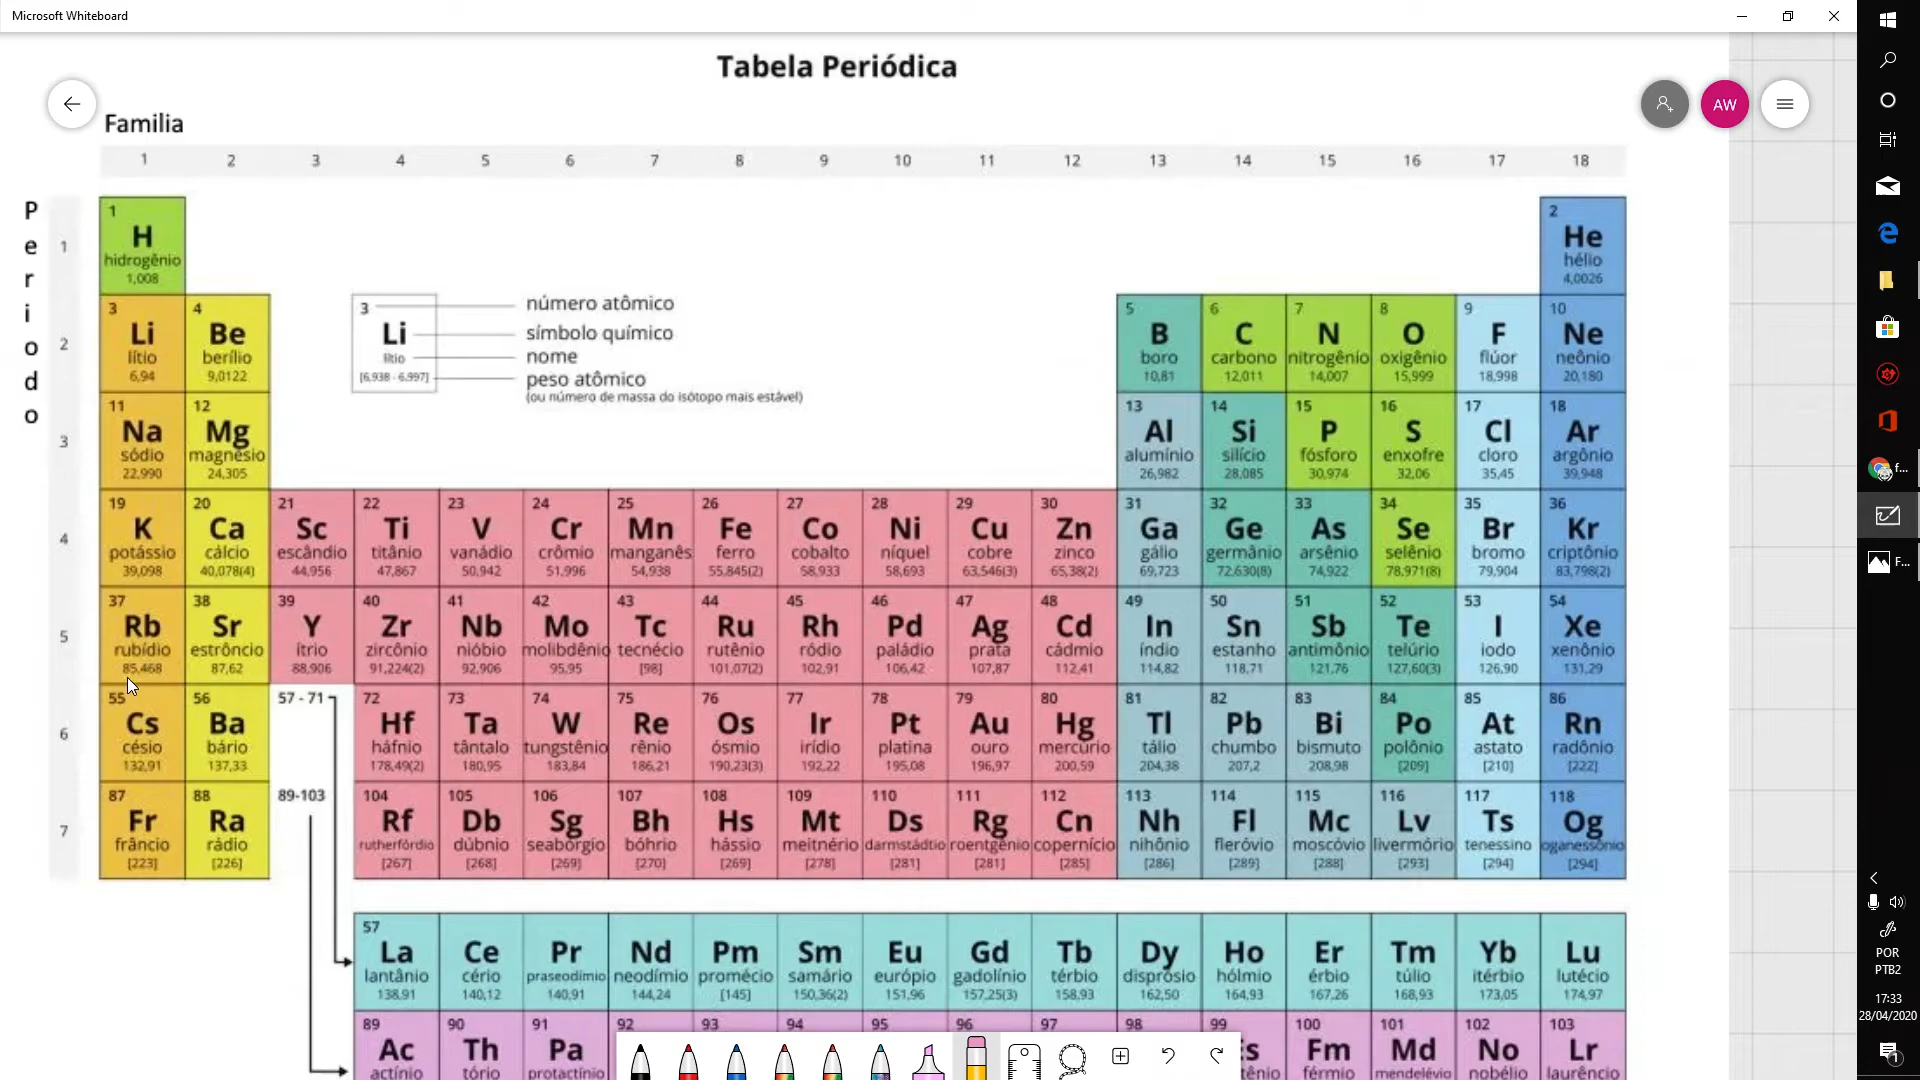 Microsoft Whiteboard
Tabela Periódica
AW
Familia
1 2 3 4 5 6 7 8 9 10 11 12 13 14 15 16 17 18
Periodo
1 2
1 H He
hidrogênio hélio
1,008 4,0026
3 4 3 número atômico 5 6 7 8 9 10
2 Li Be Li símbolo químico B C N O F Ne
lítio berílio lítio nome boro carbono nitrogênio oxigênio flúor neônio
6,94 9,0122 [6,938 - 6,997] peso atômico 10,81 12,011 14,007 15,999 18,998 20,180
(ou número de massa do isótopo mais estável)
11 12 13 14 15 16 17 18
3 Na Mg Al Si P S Cl Ar
sódio magnésio alumínio silício fósforo enxofre cloro argônio
22,990 24,305 26,982 28,085 30,974 32,06 35,45 39,948
19 20 21 22 23 24 25 26 27 28 29 30 31 32 33 34 35 36
4 K Ca Sc Ti V Cr Mn Fe Co Ni Cu Zn Ga Ge As Se Br Kr
potássio cálcio escândio titânio vanádio crômio manganês ferro cobalto níquel cobre zinco gálio germânio arsênio selênio bromo criptônio
39,098 40,078(4) 44,956 47,867 50,942 51,996 54,938 55,845(2) 58,933 58,693 63,546(3) 65,38(2) 69,723 72,630(8) 74,922 78,971(8) 79,904 83,798(2)
37 38 39 40 41 42 43 44 45 46 47 48 49 50 51 52 53 54
5 Rb Sr Y Zr Nb Mo Tc Ru Rh Pd Ag Cd In Sn Sb Te I Xe
rubídio estrôncio ítrio zircônio nióbio molibdênio tecnécio rutênio ródio paládio prata cádmio índio estanho antimônio telúrio iodo xenônio
85,468 87,62 88,906 91,224(2) 92,906 95,95 [98] 101,07(2) 102,91 106,42 107,87 112,41 114,82 118,71 121,76 127,60(3) 126,90 131,29
55 56 57 - 71 72 73 74 75 76 77 78 79 80 81 82 83 84 85 86
6 Cs Ba Hf Ta W Re Os Ir Pt Au Hg Tl Pb Bi Po At Rn
césio bário háfnio tântalo tungstênio rênio ósmio irídio platina ouro mercúrio tálio chumbo bismuto polônio astato radônio
132,91 137,33 178,49(2) 180,95 183,84 186,21 190,23(3) 192,22 195,08 196,97 200,59 204,38 207,2 208,98 [209] [210] [222]
87 88 89-103 104 105 106 107 108 109 110 111 112 113 114 115 116 117 118
7 Fr Ra Rf Db Sg Bh Hs Mt Ds Rg Cn Nh Fl Mc Lv Ts Og
frâncio rádio rutherfórdio dúbnio seabórgio bóhrio hássio meitnério darmstádtio roentgênio copernício nihônio fleróvio moscóvio livermório tenessino oganessônio
[223] [226] [267] [268] [269] [270] [269] [278] [281] [281] [285] [286] [289] [288] [293] [294] [294]
57
La Ce Pr Nd Pm Sm Eu Gd Tb Dy Ho Er Tm Yb Lu
lantânio cério praseodímio neodímio promécio samário európio gadolínio térbio disprósio hólmio érbio túlio itérbio lutécio
138,91 140,12 140,91 144,24 [145] 150,36(2) 151,96 157,25(3) 158,93 162,50 164,93 167,26 168,93 173,05 174,97
89 90 91 92 93 94 95 96 97 98 99 100 101 102 103
Ac Th Pa Es Fm Md No Lr
actínio tório protactínio férmio mendelévio nobélio laurêncio
f...
F...
POR
PTB2
17:33
28/04/2020
1